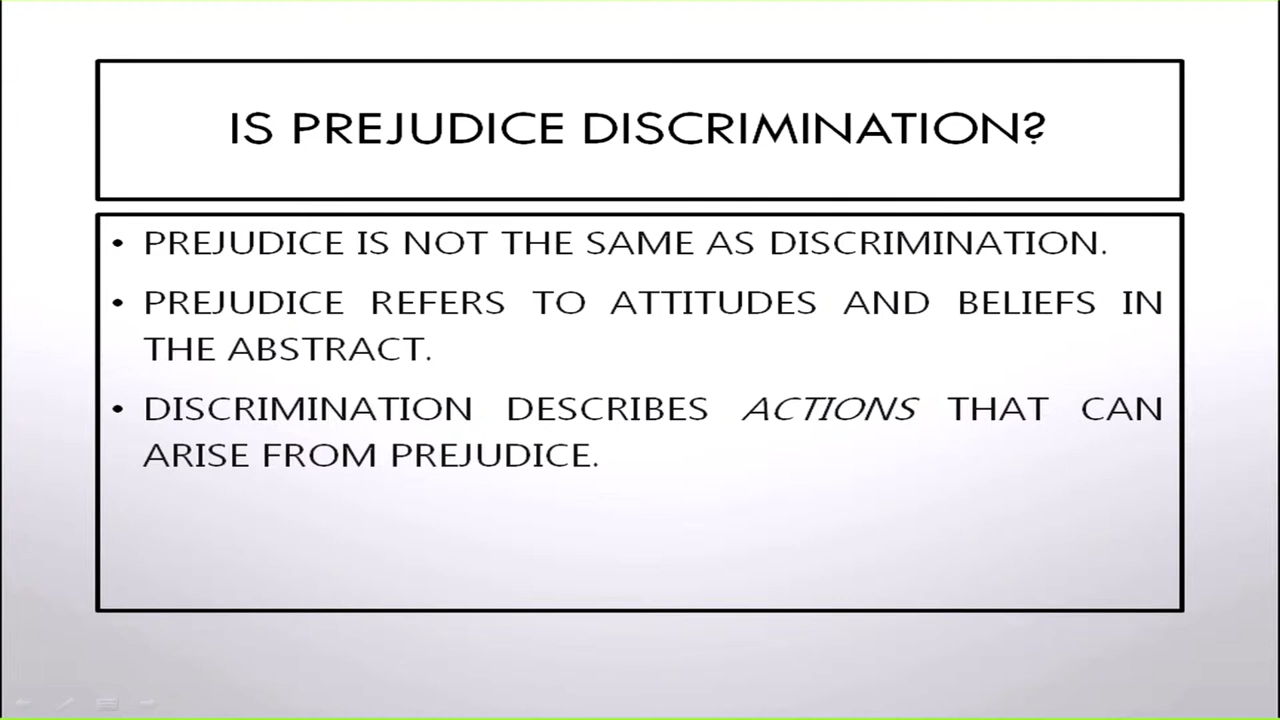 IS PREJUDICE DISCRIMINATION?
• PREJUDICE IS NOT THE SAME AS DISCRIMINATION.
• PREJUDICE REFERS TO ATTITUDES AND BELIEFS IN
THE ABSTRACT.
• DISCRIMINATION DESCRIBES ACTIONS THAT CAN
ARISE FROM PREJUDICE.